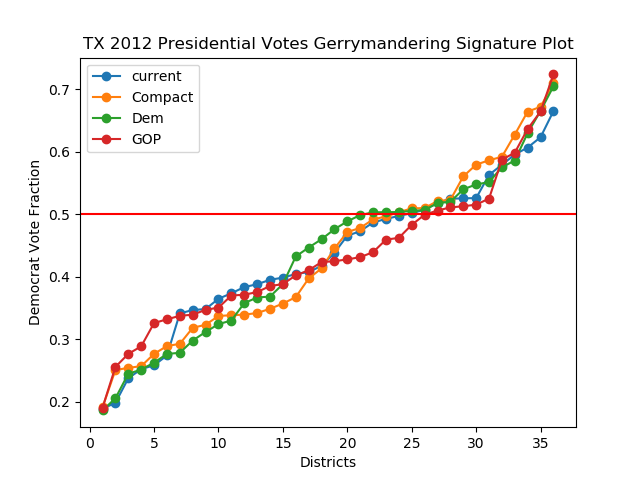 TX 2012 Presidential Votes Gerrymandering Signature Plot
current
Compact
Dem
GOP
Democrat Vote Fraction
0.7
0.6
0.5
0.4
0.3
0.2
0 5 10 15 20 25 30 35
Districts